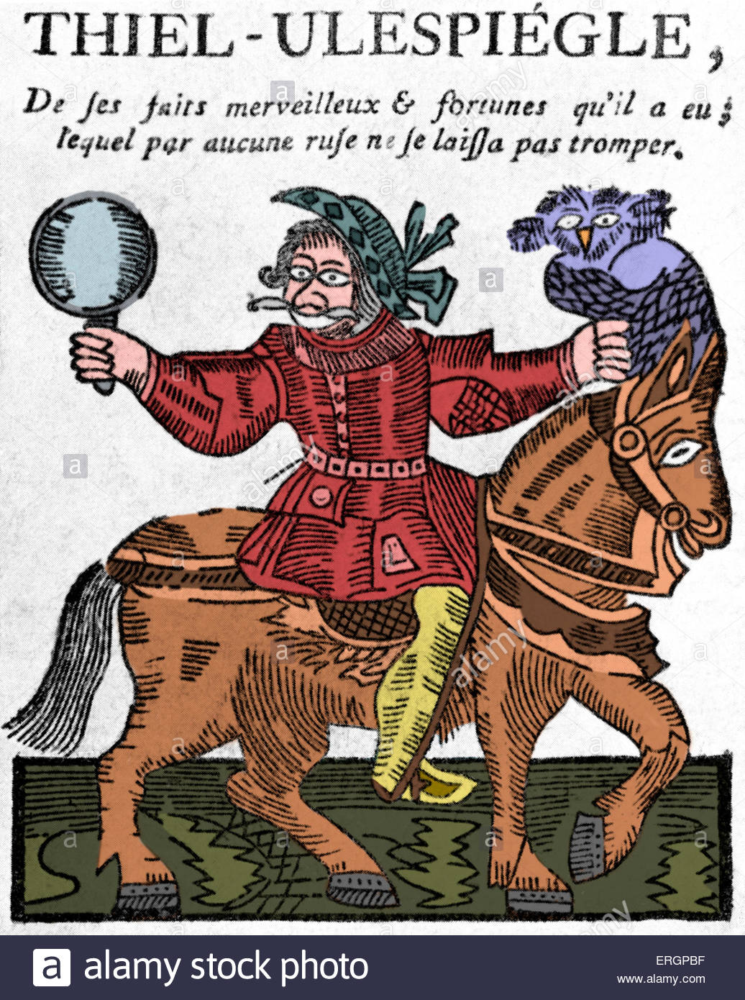 THIEL-ULESPIÉGLE,
De ſes faits merveilleux & fortunes qu'il a eu;
lequel par aucune ruſe ne ſe laiſſa pas tromper.
a alamy stock photo
ERGPBF
www.alamy.com